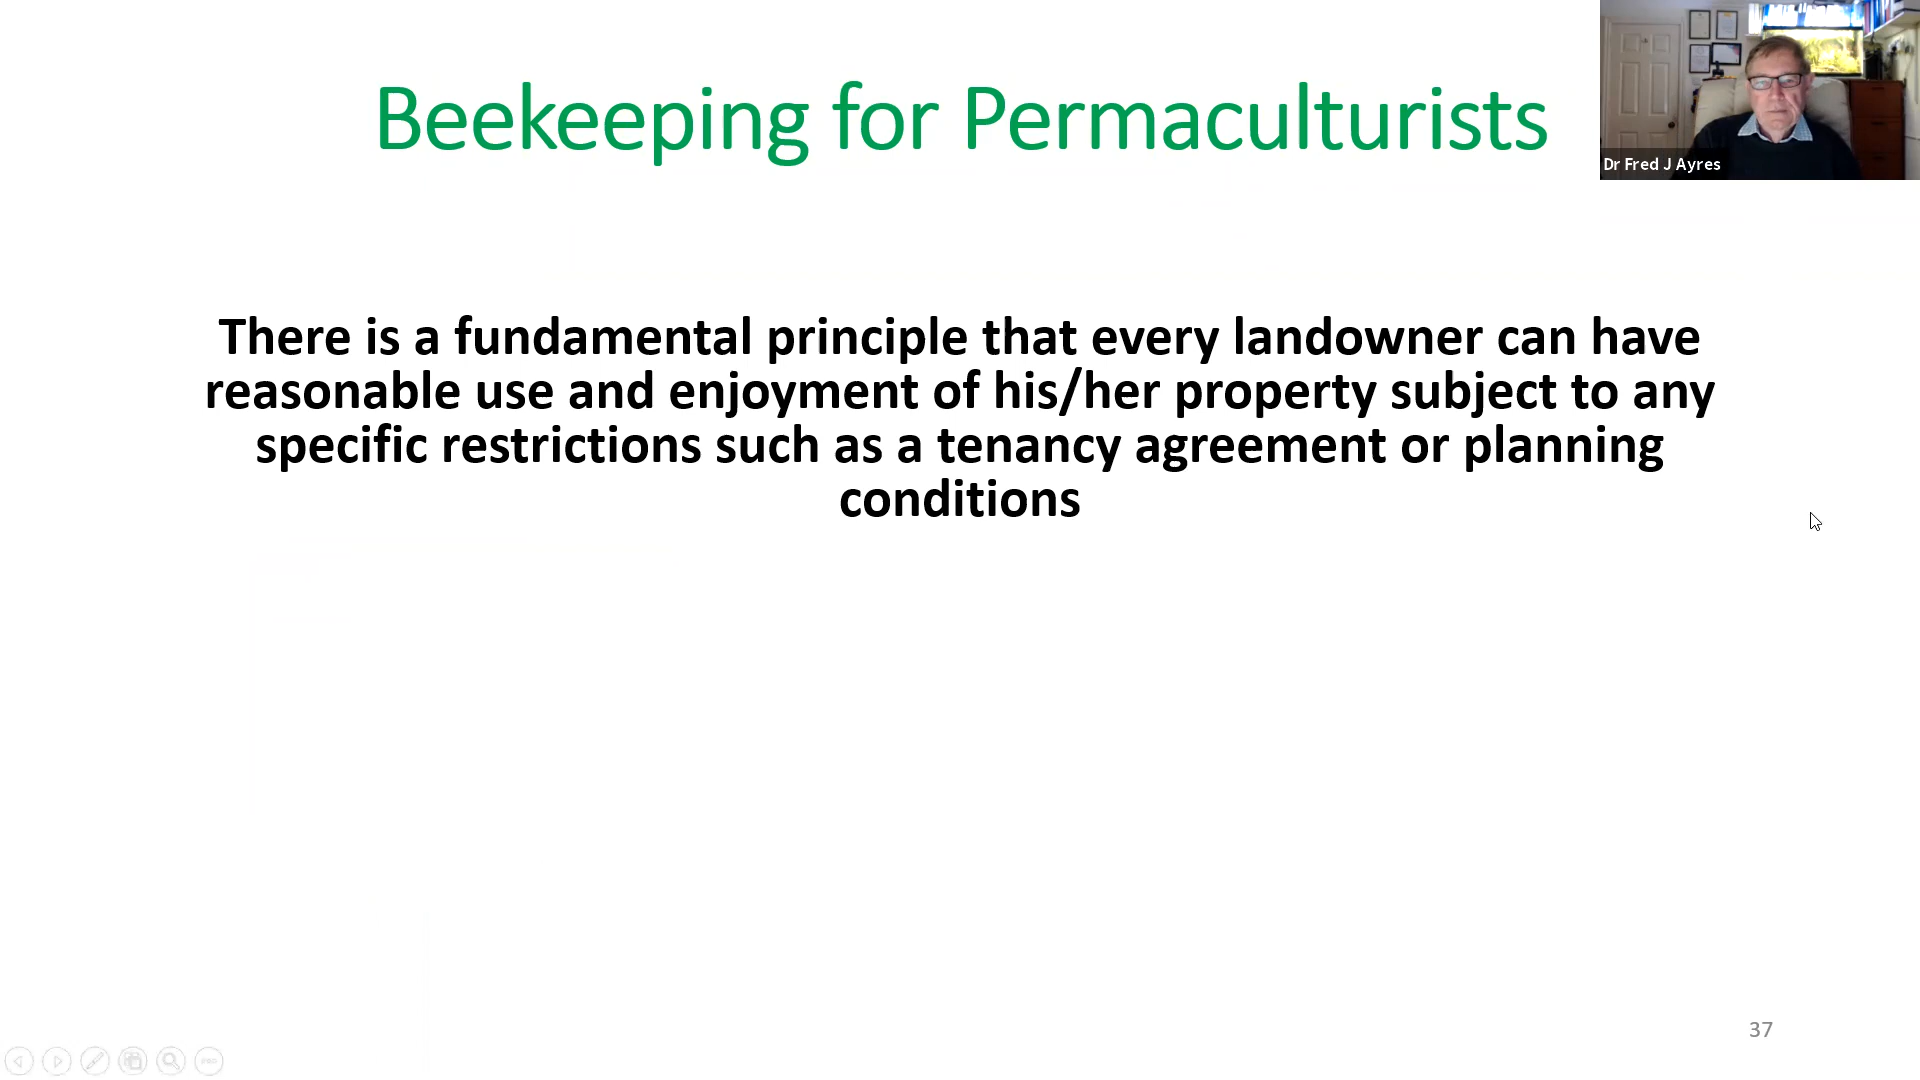 Beekeeping for Permaculturists
Dr Fred J Ayres
There is a fundamental principle that every landowner can have
reasonable use and enjoyment of his/her property subject to any
specific restrictions such as a tenancy agreement or planning
conditions
37